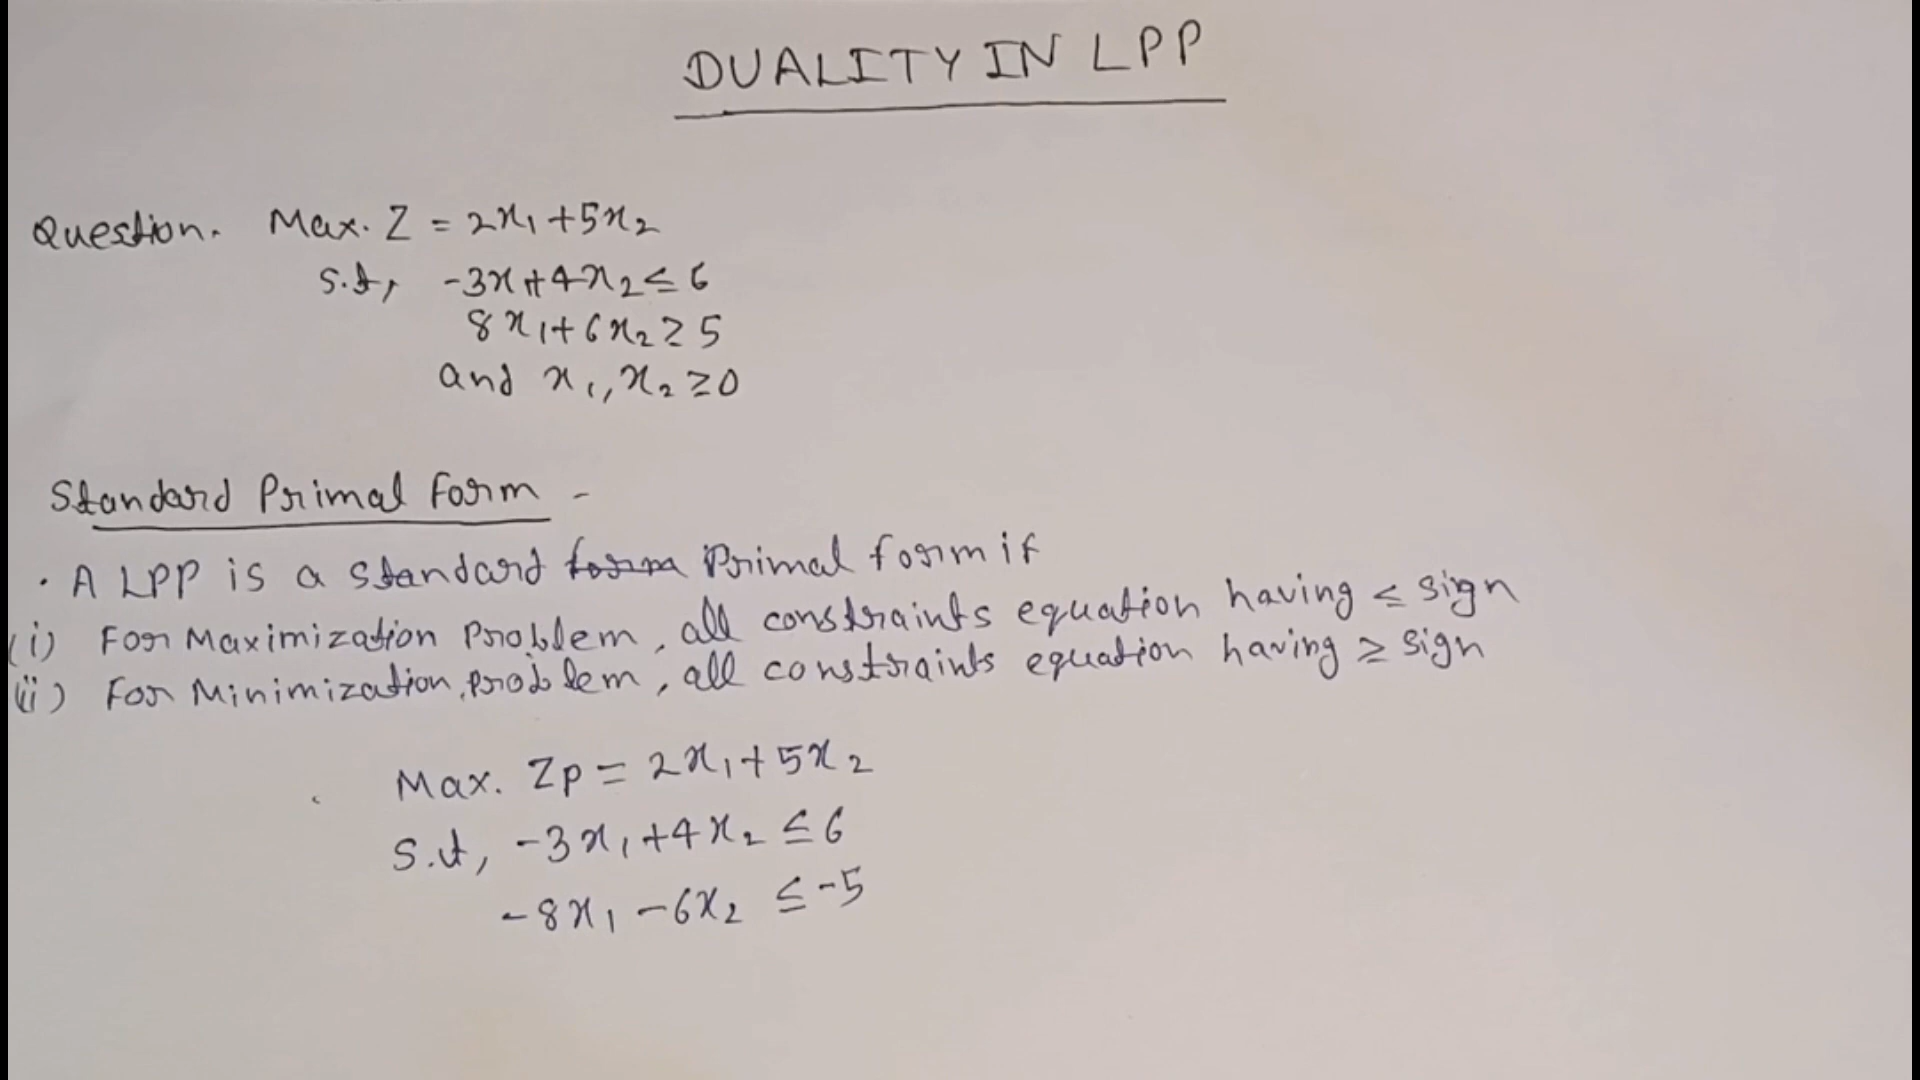 DUALITY IN LPP
Question. Max. Z = 2x₁+5x₂
s.t, -3x₁+4x₂ ≤ 6
8x₁+6x₂ ≥ 5
and x₁,x₂ ≥0
Standard Primal Form -
· A LPP is a standard form Primal form if
(i) For Maximization Problem, all constraints equation having ≤ sign
(ii) For Minimization problem, all constraints equation having ≥ sign
Max. Zp = 2x₁+5x₂
s.t, -3x₁+4x₂ ≤6
-8x₁ -6x₂ ≤ -5